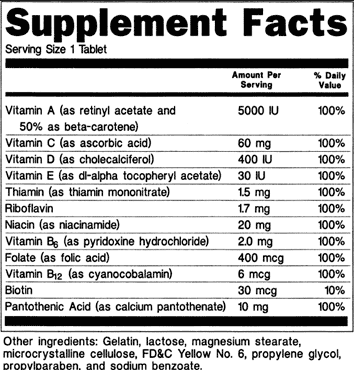 Supplement Facts
Serving Size 1 Tablet
Amount Per Serving % Daily Value
Vitamin A (as retinyl acetate and 5000 IU 100%
50% as beta-carotene)
Vitamin C (as ascorbic acid) 60 mg 100%
Vitamin D (as cholecalciferol) 400 IU 100%
Vitamin E (as dl-alpha tocopheryl acetate) 30 IU 100%
Thiamin (as thiamin mononitrate) 1.5 mg 100%
Riboflavin 1.7 mg 100%
Niacin (as niacinamide) 20 mg 100%
Vitamin B₆ (as pyridoxine hydrochloride) 2.0 mg 100%
Folate (as folic acid) 400 mcg 100%
Vitamin B₁₂ (as cyanocobalamin) 6 mcg 100%
Biotin 30 mcg 10%
Pantothenic Acid (as calcium pantothenate) 10 mg 100%
Other ingredients: Gelatin, lactose, magnesium stearate,
microcrystalline cellulose, FD&C Yellow No. 6, propylene glycol,
propylparaben, and sodium benzoate.